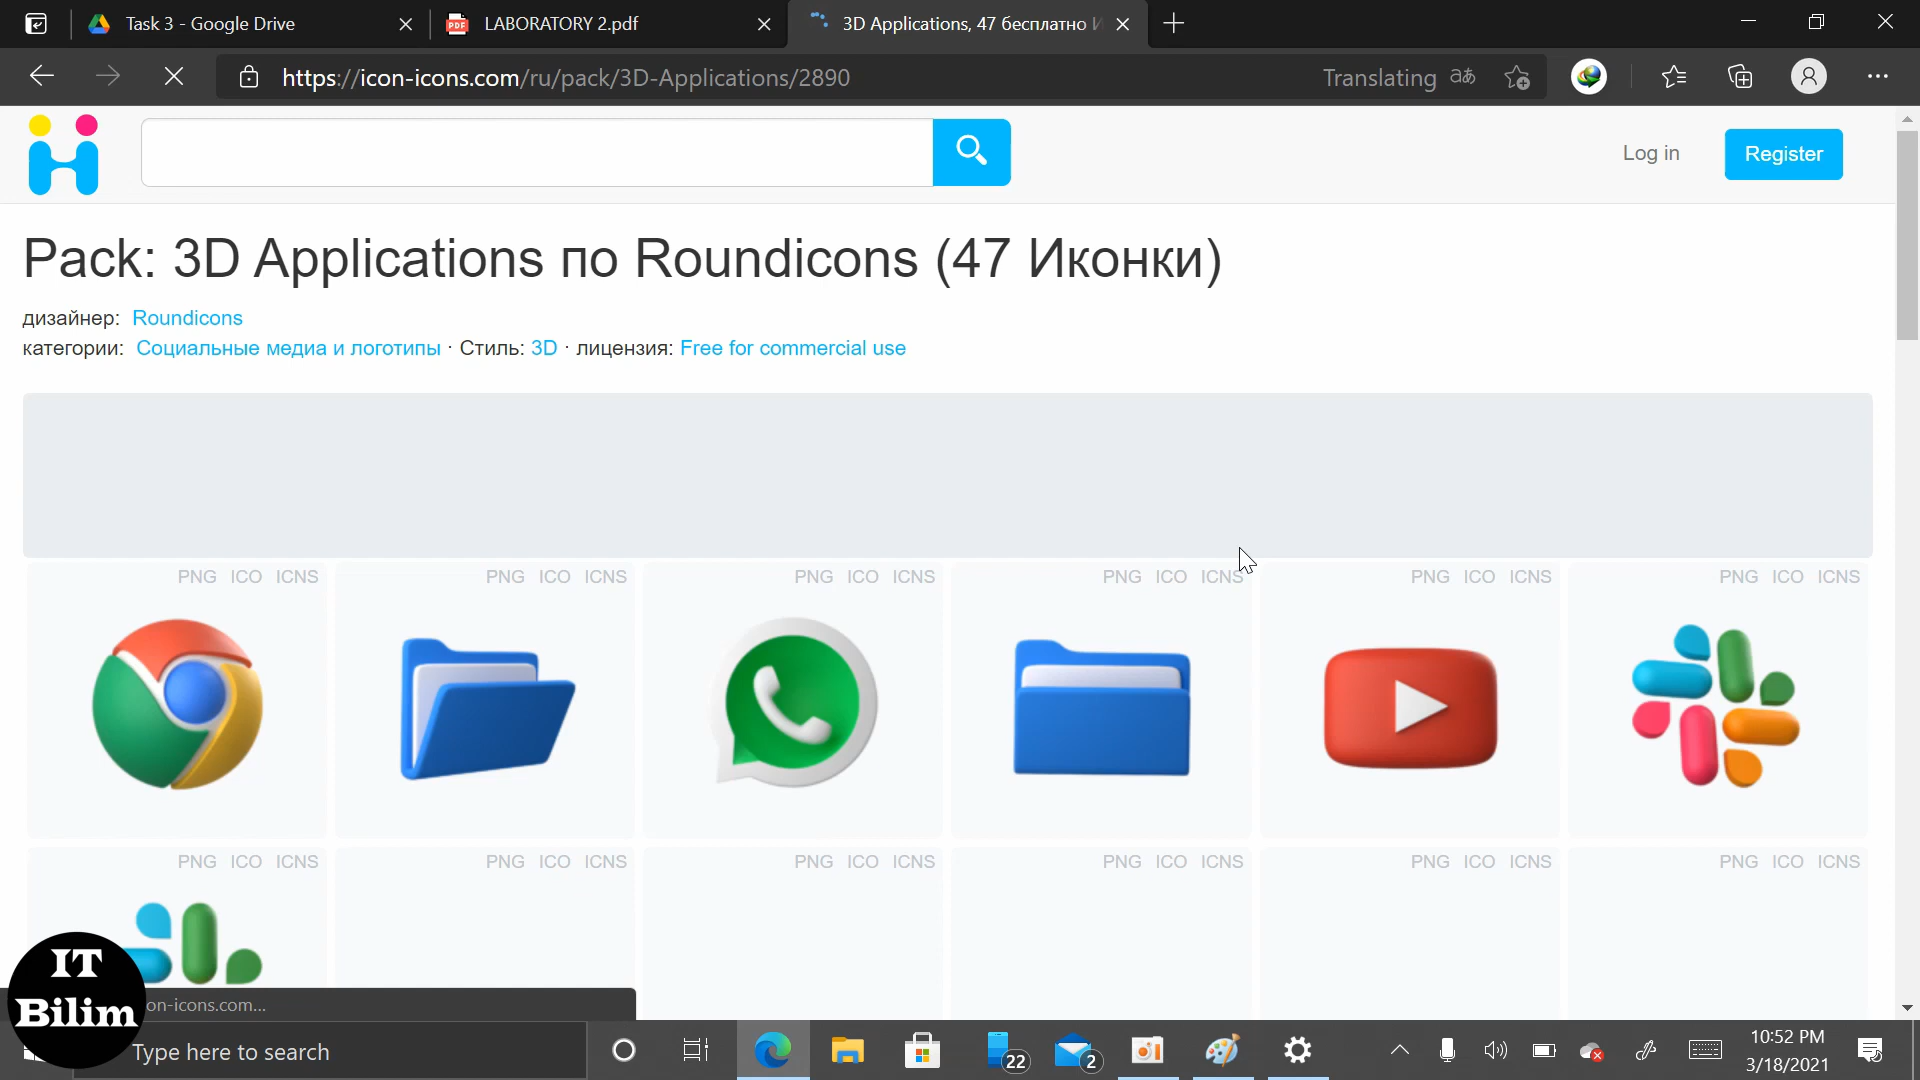 Task 3 - Google Drive
LABORATORY 2.pdf
3D Applications, 47 бесплатно
https://icon-icons.com/ru/pack/3D-Applications/2890
Translating
Log in
Register
Pack: 3D Applications по Roundicons (47 Иконки)
дизайнер: Roundicons
категории: Социальные медиа и логотипы · Стиль: 3D · лицензия: Free for commercial use
PNG ICO ICNS PNG ICO ICNS PNG ICO ICNS PNG ICO ICNS PNG ICO ICNS PNG ICO ICNS
PNG ICO ICNS PNG ICO ICNS PNG ICO ICNS PNG ICO ICNS PNG ICO ICNS PNG ICO ICNS
IT
Bilim
on-icons.com...
Type here to search
22
2
10:52 PM
3/18/2021